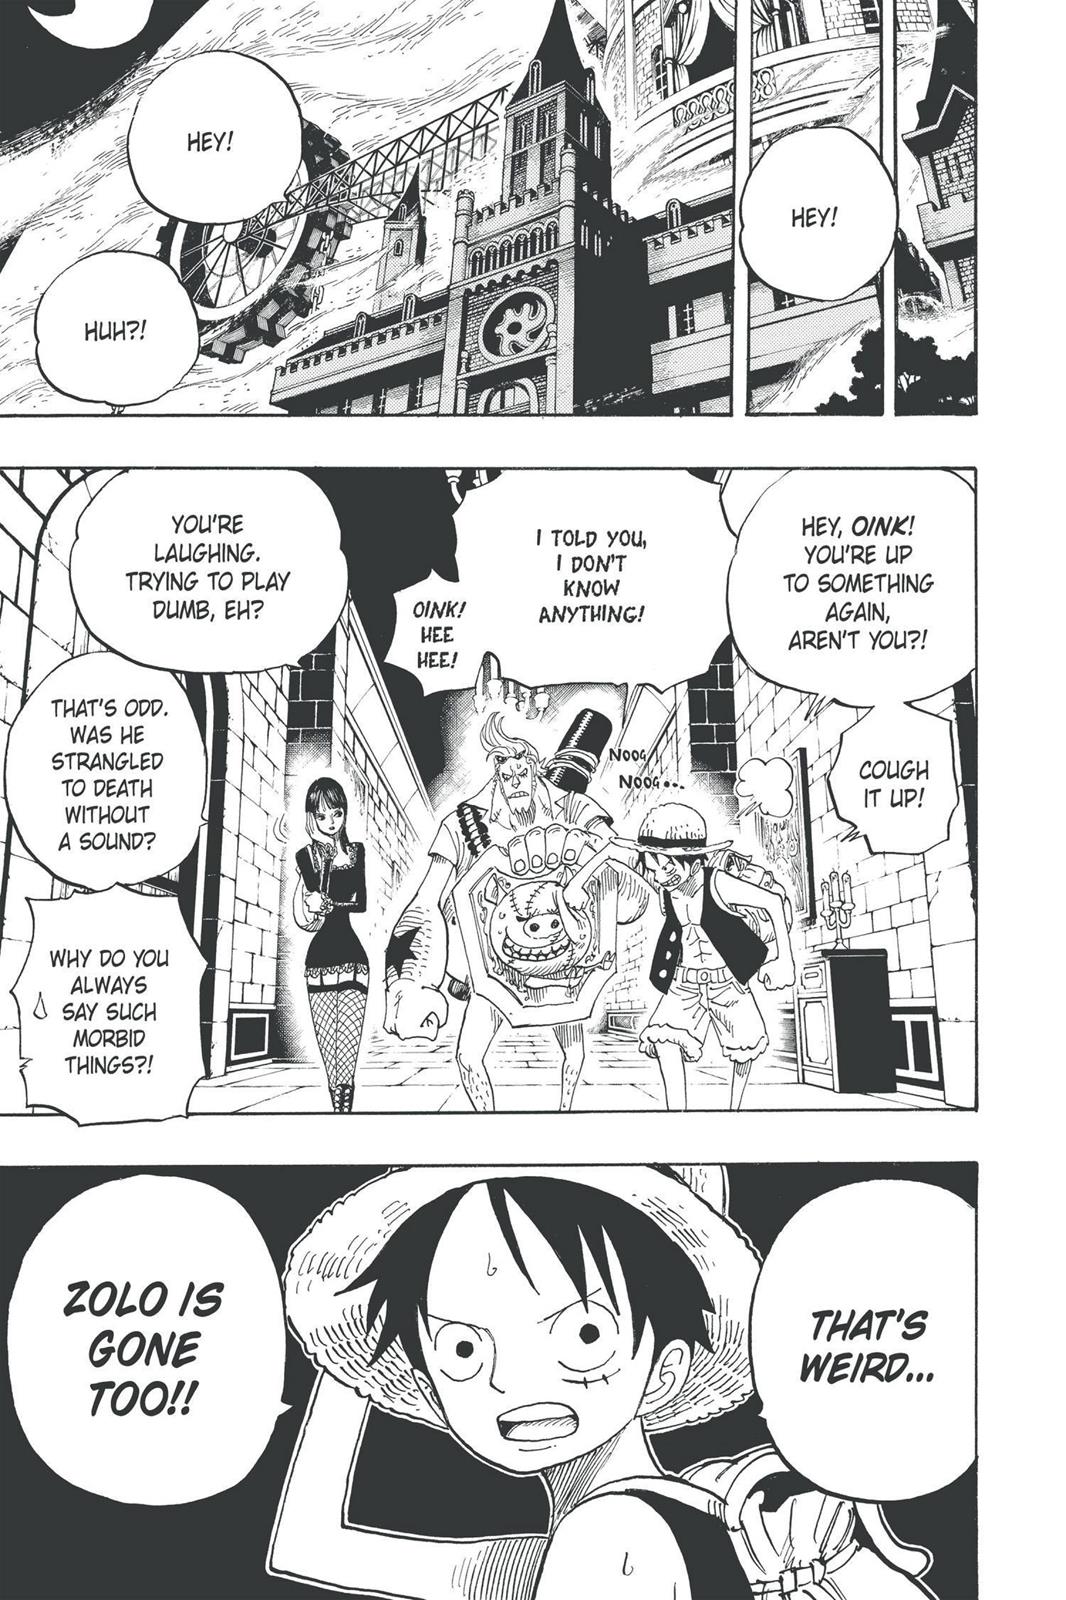 HEY!
HEY!
HUH?!
HEY, OINK!
YOU'RE UP
TO SOMETHING
AGAIN,
AREN'T YOU?!
COUGH
IT UP!
I TOLD YOU,
I DON'T
KNOW
ANYTHING!
OINK!
HEE
HEE!
NOOG
NOOG...
YOU'RE
LAUGHING.
TRYING TO PLAY
DUMB, EH?
THAT'S ODD.
WAS HE
STRANGLED
TO DEATH
WITHOUT
A SOUND?
WHY DO YOU
ALWAYS
SAY SUCH
MORBID
THINGS?!
THAT'S
WEIRD...
ZOLO IS
GONE
TOO!!